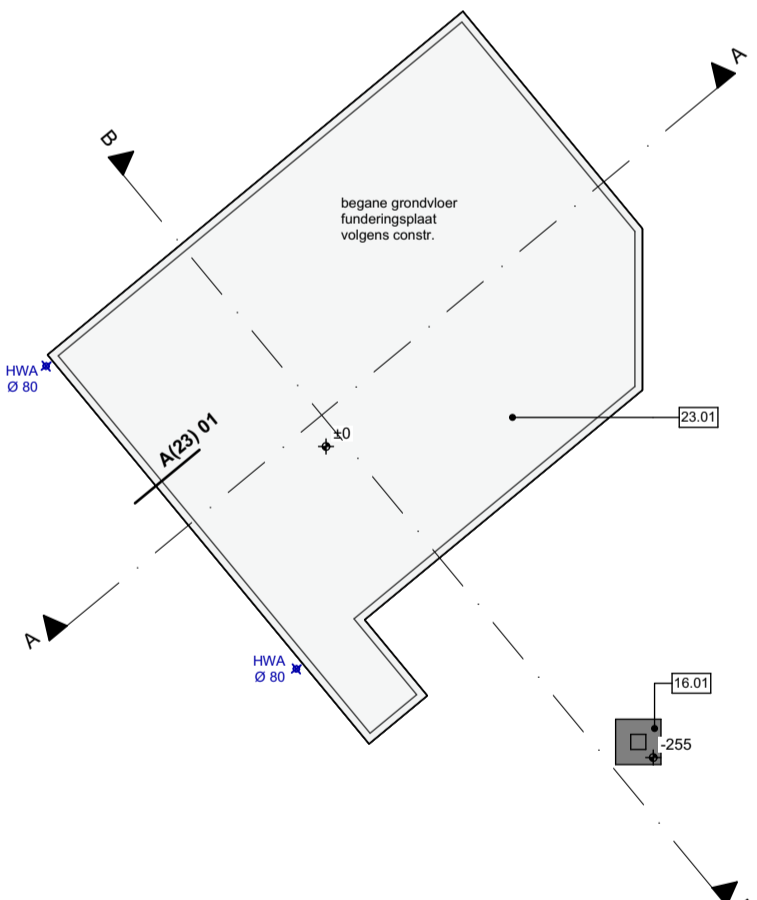 A
B
begane grondvloer
funderingsplaat
volgens constr.
HWA
Ø 80
A(23) 01
±0
23.01
A
HWA
Ø 80
16.01
-255